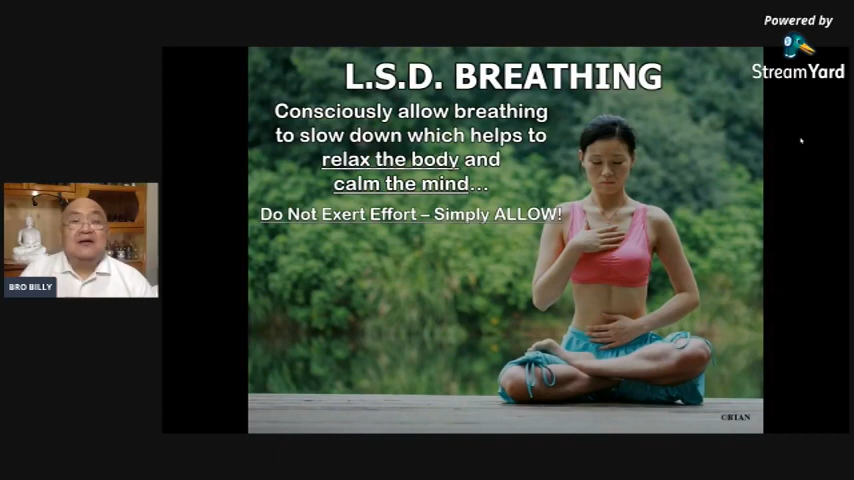 Powered by
StreamYard
L.S.D. BREATHING
Consciously allow breathing
to slow down which helps to
relax the body and
calm the mind...
Do Not Exert Effort – Simply ALLOW!
BRO BILLY
©BTAN